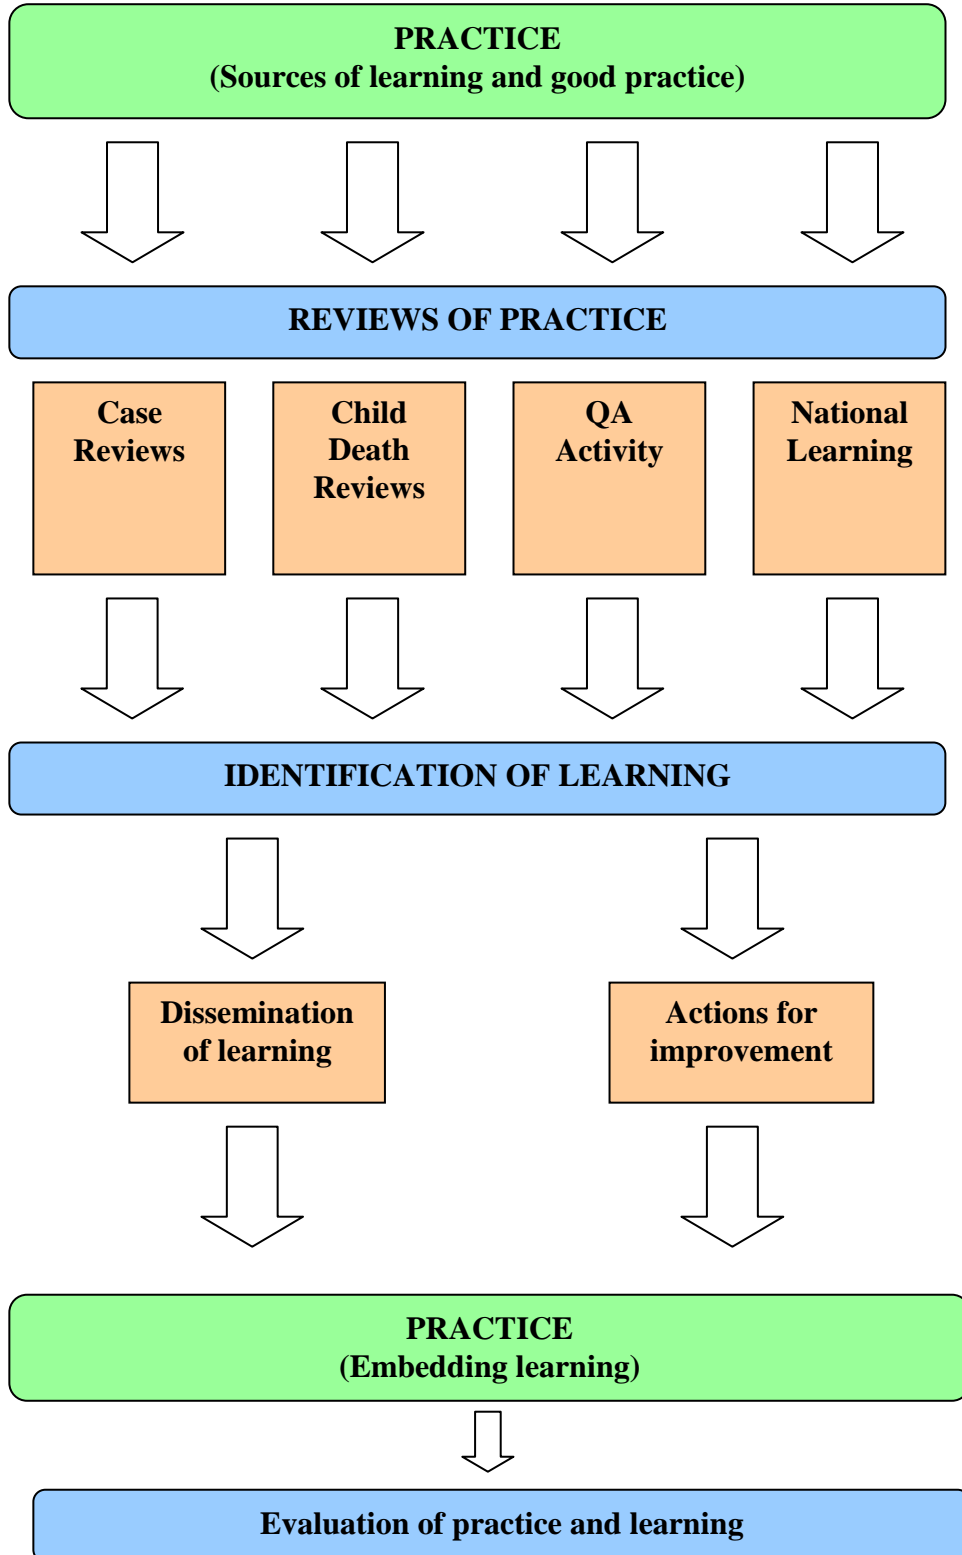 PRACTICE
(Sources of learning and good practice)
REVIEWS OF PRACTICE
Case
Reviews
Child
Death
Reviews
QA
Activity
National
Learning
IDENTIFICATION OF LEARNING
Dissemination
of learning
Actions for
improvement
PRACTICE
(Embedding learning)
Evaluation of practice and learning